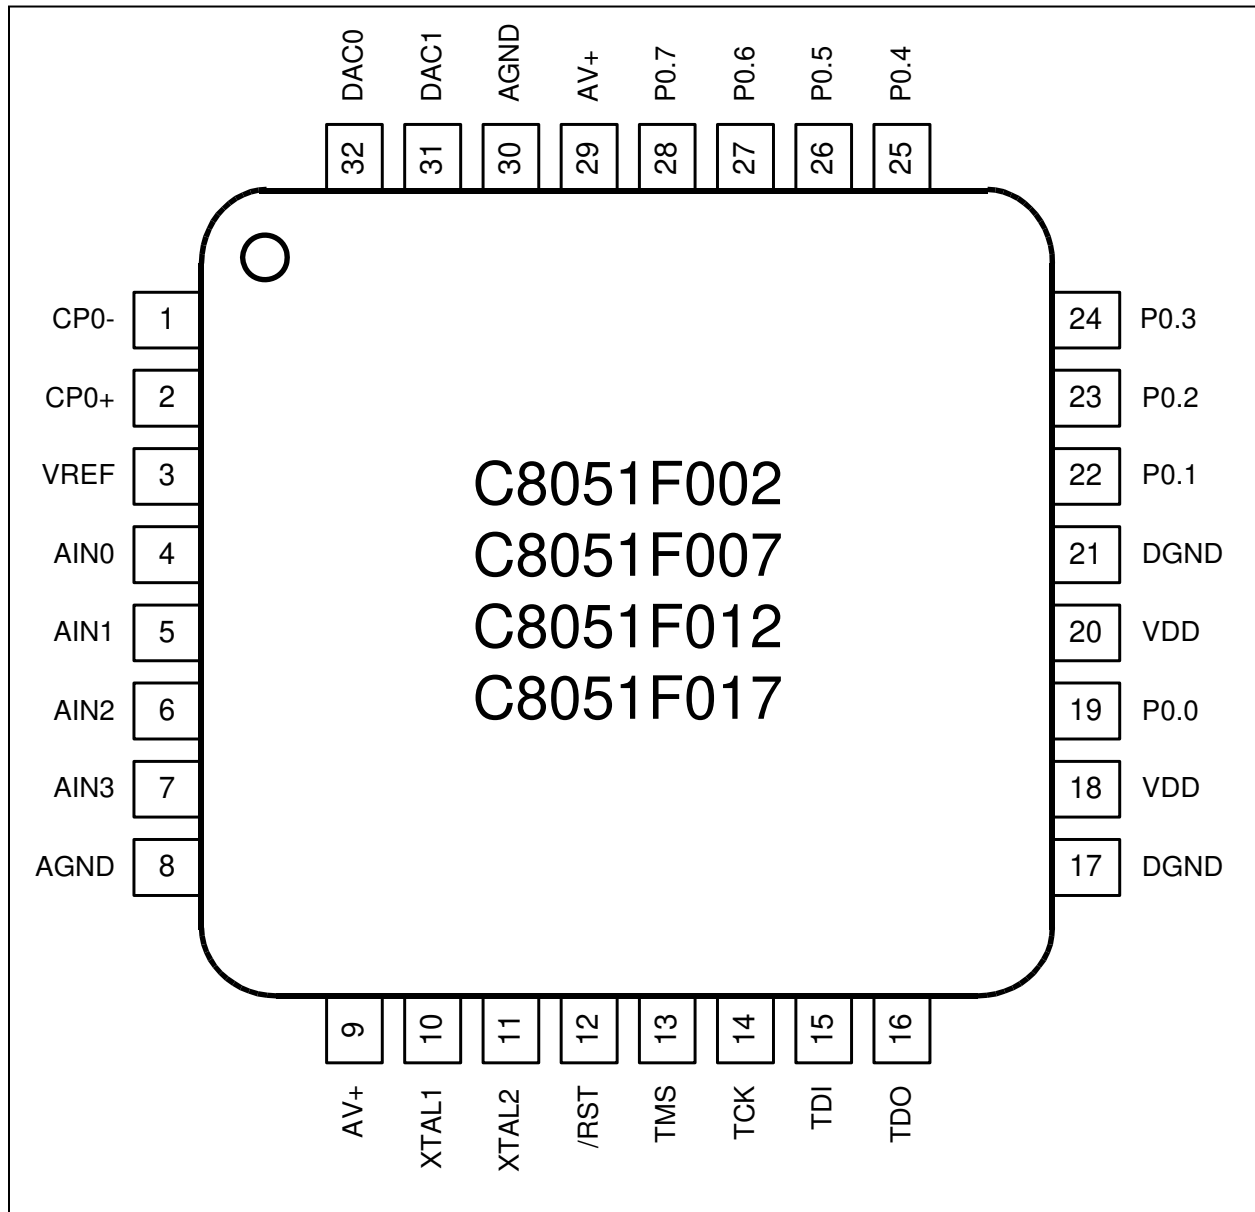 DAC0 DAC1 AGND AV+ P0.7 P0.6 P0.5 P0.4
32 31 30 29 28 27 26 25
CP0- 1 24 P0.3
CP0+ 2 23 P0.2
VREF 3 22 P0.1
C8051F002
AIN0 4 21 DGND
C8051F007
AIN1 5 20 VDD
C8051F012
AIN2 6 19 P0.0
C8051F017
AIN3 7 18 VDD
AGND 8 17 DGND
9 10 11 12 13 14 15 16
AV+ XTAL1 XTAL2 /RST TMS TCK TDI TDO